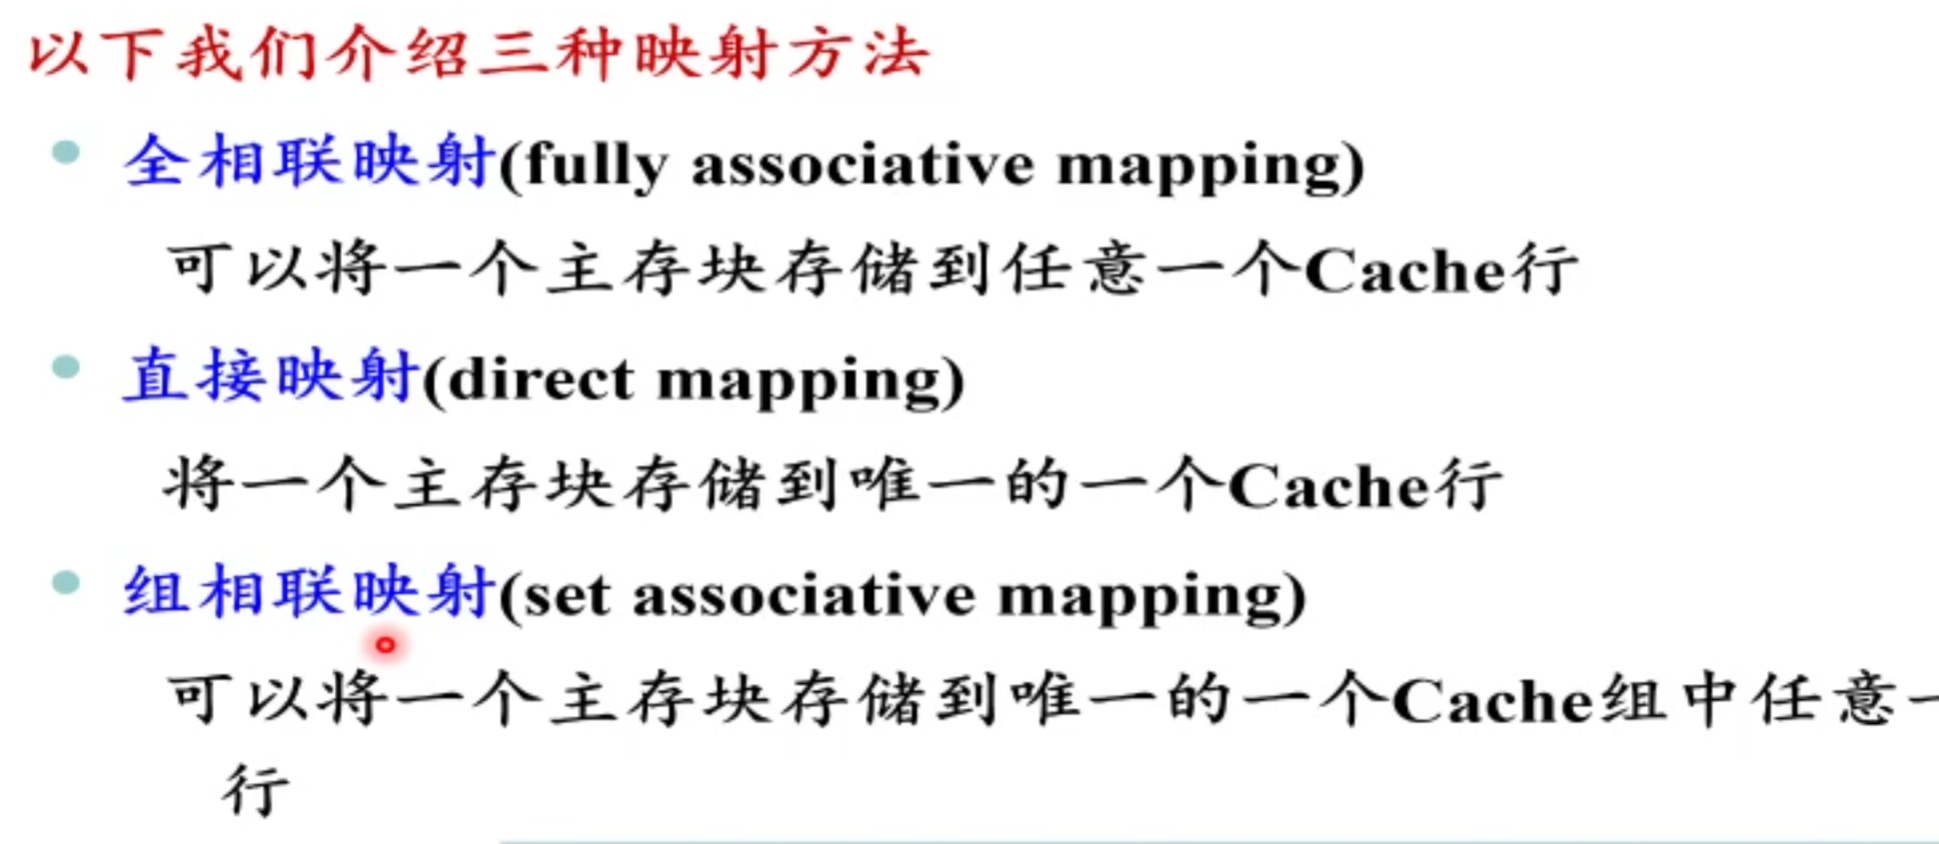 以下我们介绍三种映射方法
全相联映射(fully associative mapping)
可以将一个主存块存储到任意一个Cache行
直接映射(direct mapping)
将一个主存块存储到唯一的一个Cache行
组相联映射(set associative mapping)
可以将一个主存块存储到唯一的一个Cache组中任意一
行